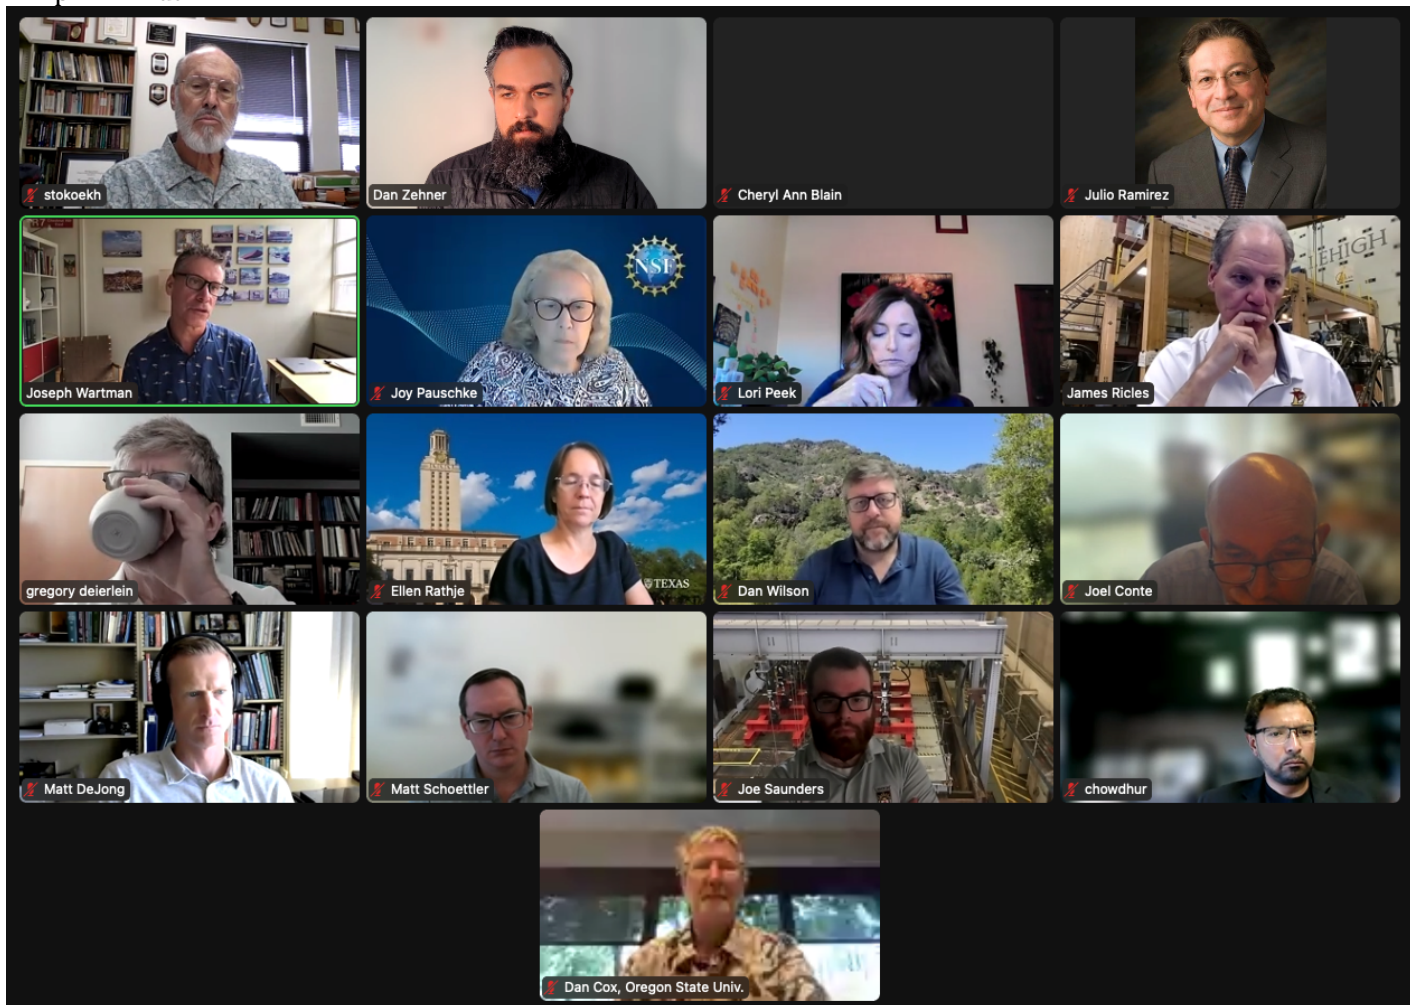 stokoekh
Dan Zehner
Cheryl Ann Blain
Julio Ramirez
Joseph Wartman
NSF
Joy Pauschke
Lori Peek
LEHIGH
James Ricles
gregory deierlein
TEXAS
Ellen Rathje
Dan Wilson
Joel Conte
Matt DeJong
Matt Schoettler
Joe Saunders
chowdhur
Dan Cox, Oregon State Univ.